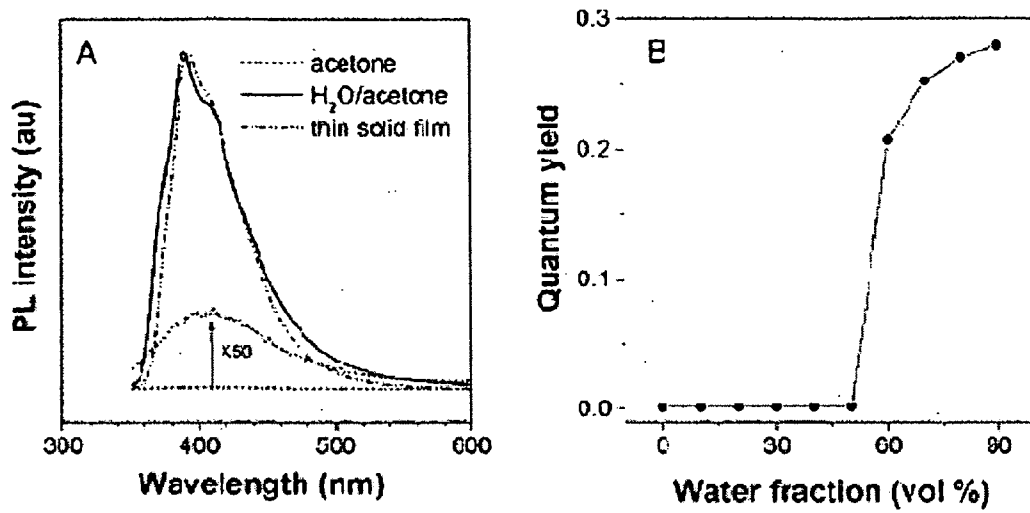 A
acetone
H₂O/acetone
thin solid film
X50
PL intensity (au)
300 400 500 600
Wavelength (nm)
B
0.3
0.2
0.1
0.0
Quantum yield
0 30 60 90
Water fraction (vol %)